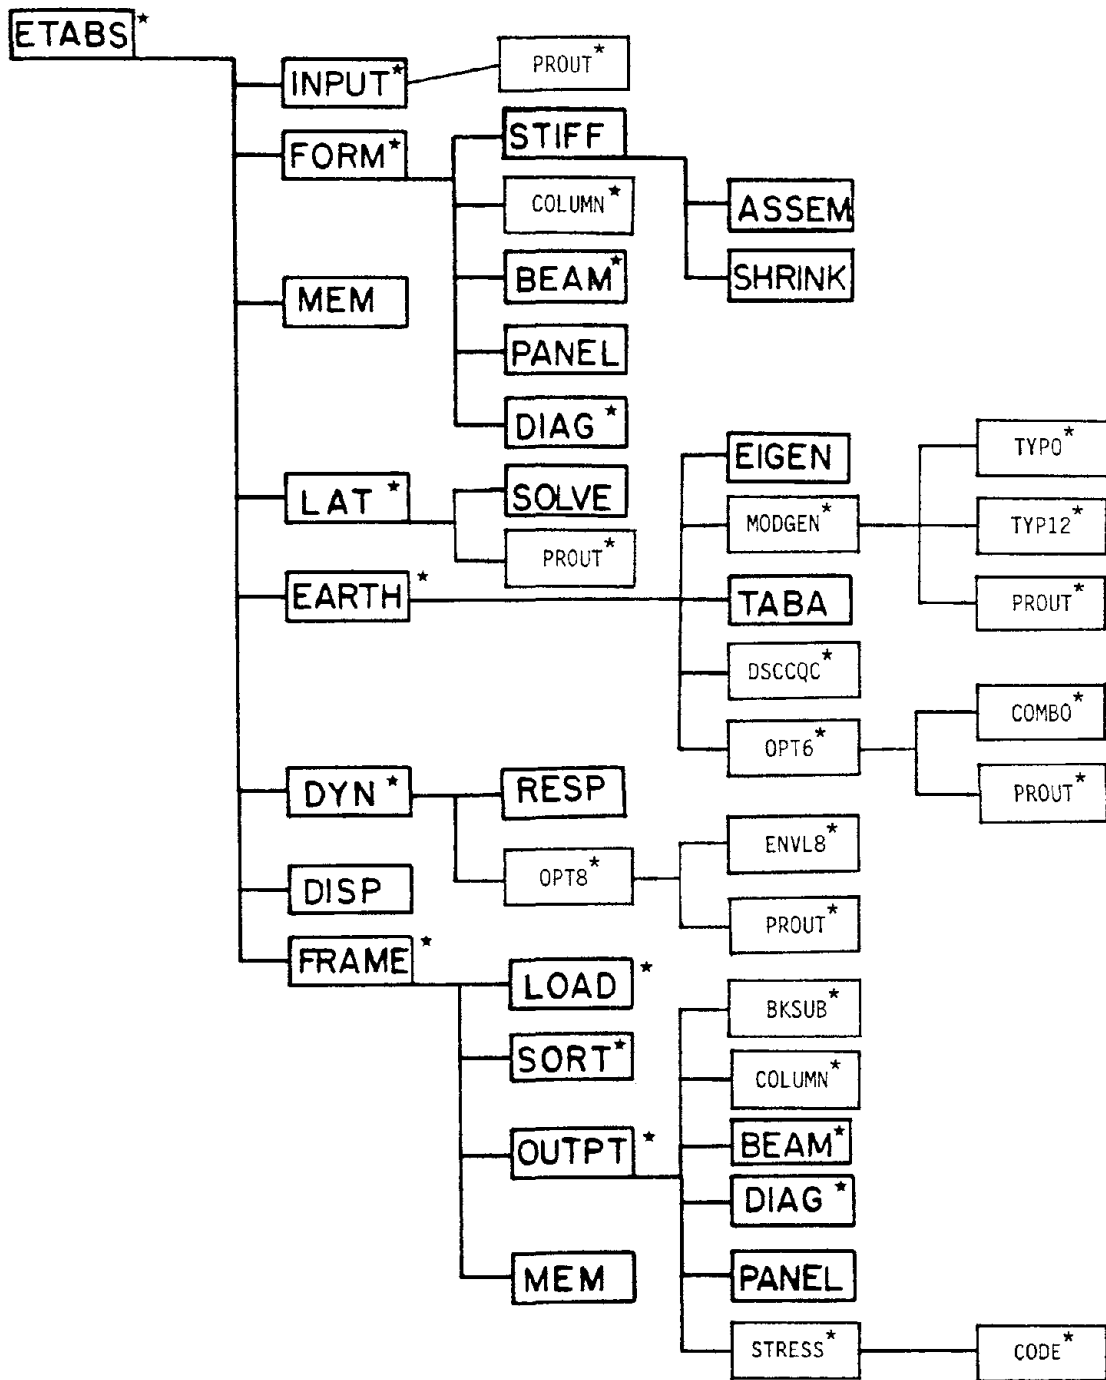 ETABS*
INPUT*
PROUT*
FORM*
STIFF
ASSEM
SHRINK
COLUMN*
BEAM*
PANEL
DIAG*
MEM
LAT*
SOLVE
PROUT*
EARTH*
EIGEN
MODGEN*
TYPO*
TYP12*
PROUT*
TABA
DSCCQC*
OPT6*
COMBO*
PROUT*
DYN*
RESP
OPT8*
ENVL8*
PROUT*
DISP
FRAME*
LOAD*
SORT*
OUTPT*
BKSUB*
COLUMN*
BEAM*
DIAG*
PANEL
STRESS*
CODE*
MEM